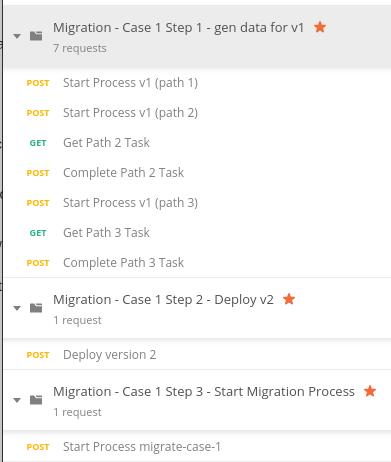 Migration - Case 1 Step 1 - gen data for v1
7 requests
POST Start Process v1 (path 1)
POST Start Process v1 (path 2)
GET Get Path 2 Task
POST Complete Path 2 Task
POST Start Process v1 (path 3)
GET Get Path 3 Task
POST Complete Path 3 Task
Migration - Case 1 Step 2 - Deploy v2
1 request
POST Deploy version 2
Migration - Case 1 Step 3 - Start Migration Process
1 request
POST Start Process migrate-case-1